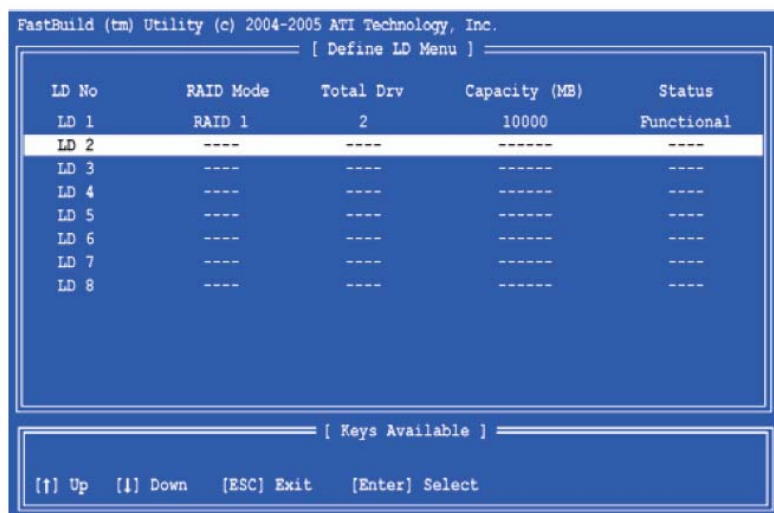 FastBuild (tm) Utility (c) 2004-2005 ATI Technology, Inc.
[ Define LD Menu ]
LD No RAID Mode Total Drv Capacity (MB) Status
LD 1 RAID 1 2 10000 Functional
LD 2 ---- ---- ------ ----
LD 3 ---- ---- ------ ----
LD 4 ---- ---- ------ ----
LD 5 ---- ---- ------ ----
LD 6 ---- ---- ------ ----
LD 7 ---- ---- ------ ----
LD 8 ---- ---- ------ ----
[ Keys Available ]
[↑] Up [↓] Down [ESC] Exit [Enter] Select